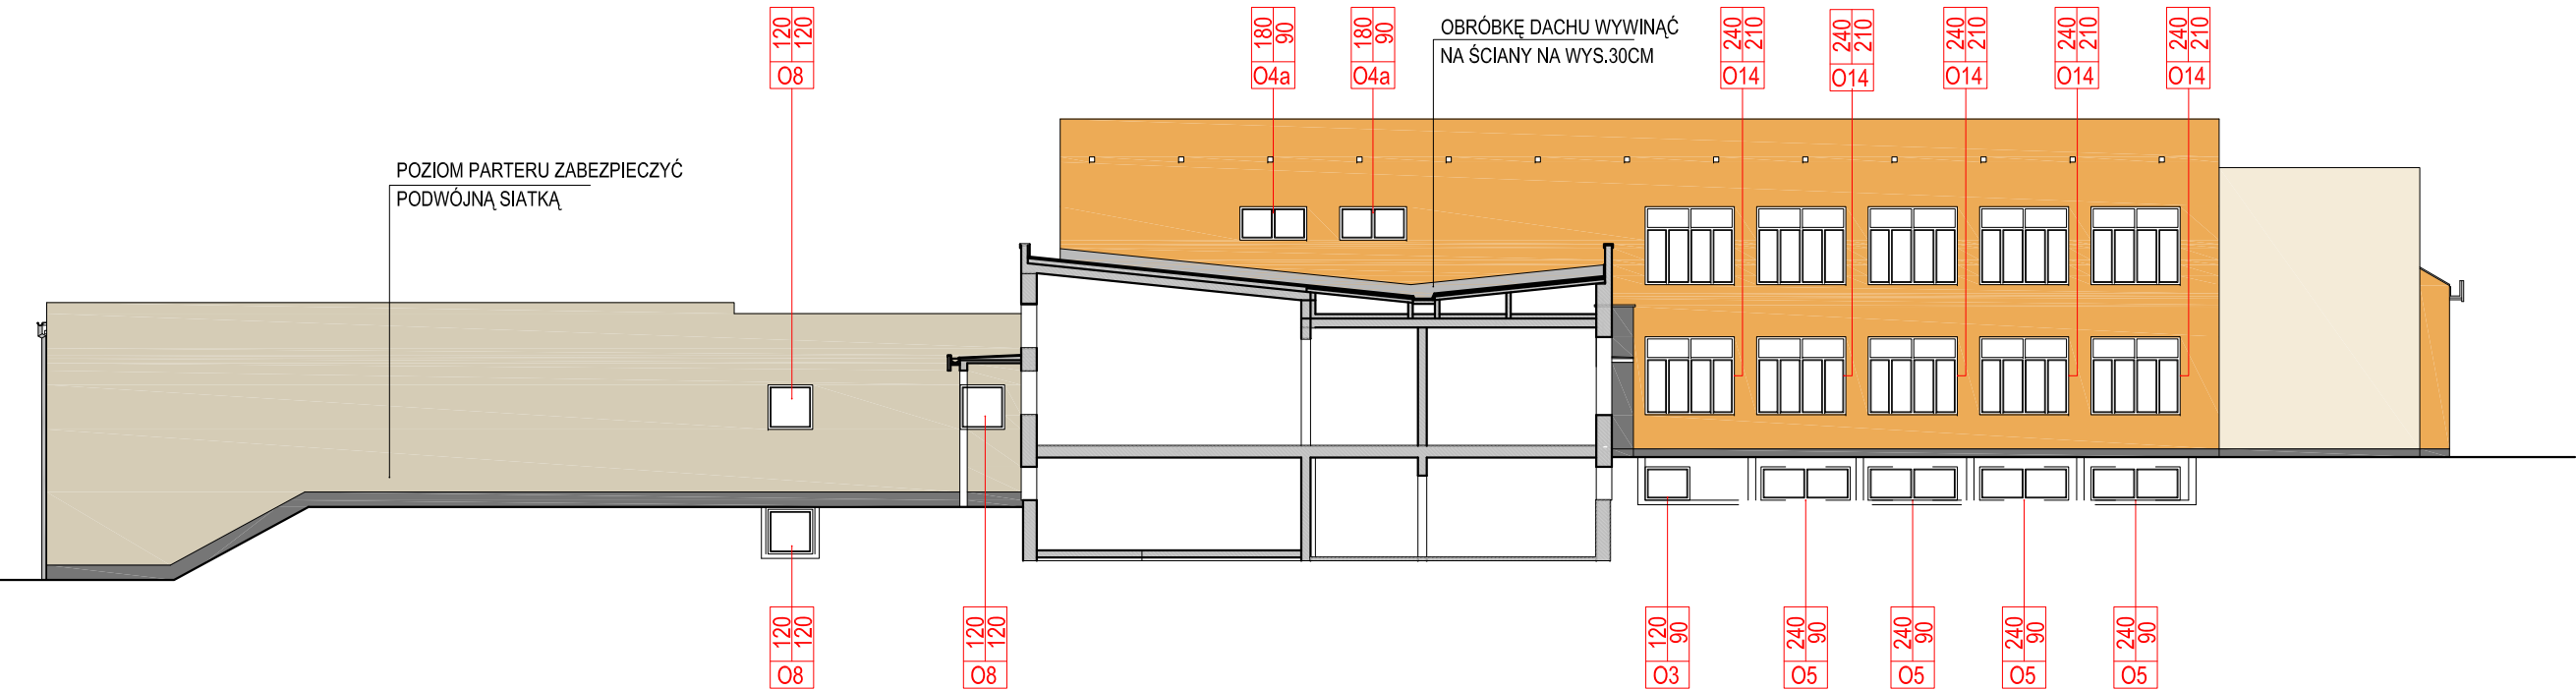 120
120
O8
180
90
O4a
180
90
O4a
OBRÓBKĘ DACHU WYWINĄĆ
NA ŚCIANY NA WYS.30CM
240
210
O14
240
210
O14
240
210
O14
240
210
O14
240
210
O14
POZIOM PARTERU ZABEZPIECZYĆ
PODWÓJNĄ SIATKĄ
120
120
O8
120
120
O8
120
90
O3
240
90
O5
240
90
O5
240
90
O5
240
90
O5